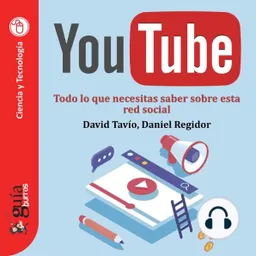 Ciencia y Tecnología
YouTube
Todo lo que necesitas saber sobre esta
red social
David Tavío, Daniel Regidor
guía
burros